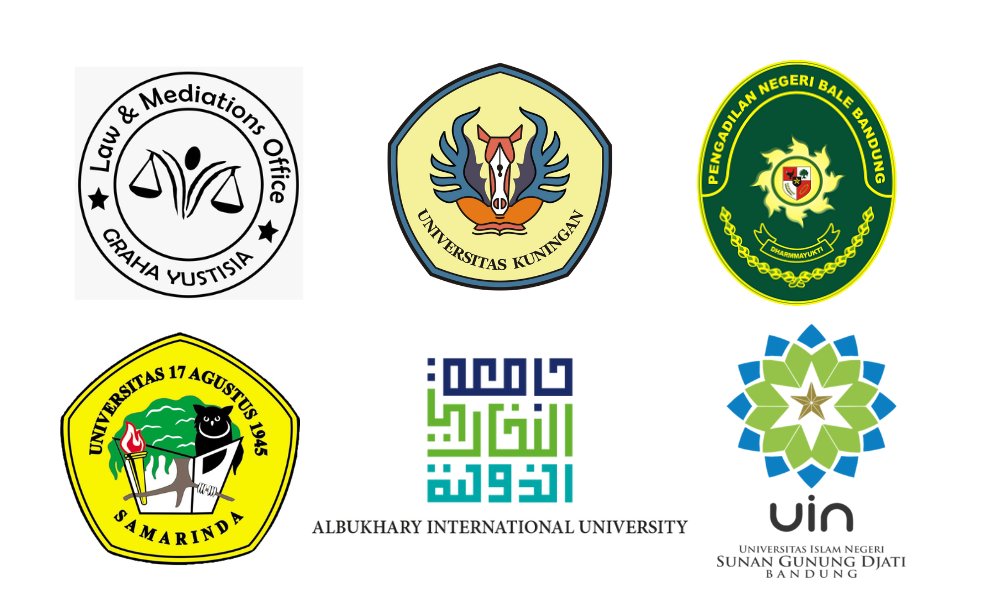 Law & Mediations Office
GRAHA YUSTISIA
UNIVERSITAS KUNINGAN
PENGADILAN NEGERI BALE BANDUNG
DHARMMAYUKTI
UNIVERSITAS 17 AGUSTUS 1945
SAMARINDA
جامعة
البخاري
الدولية
ALBUKHARY INTERNATIONAL UNIVERSITY
uin
UNIVERSITAS ISLAM NEGERI
SUNAN GUNUNG DJATI
BANDUNG